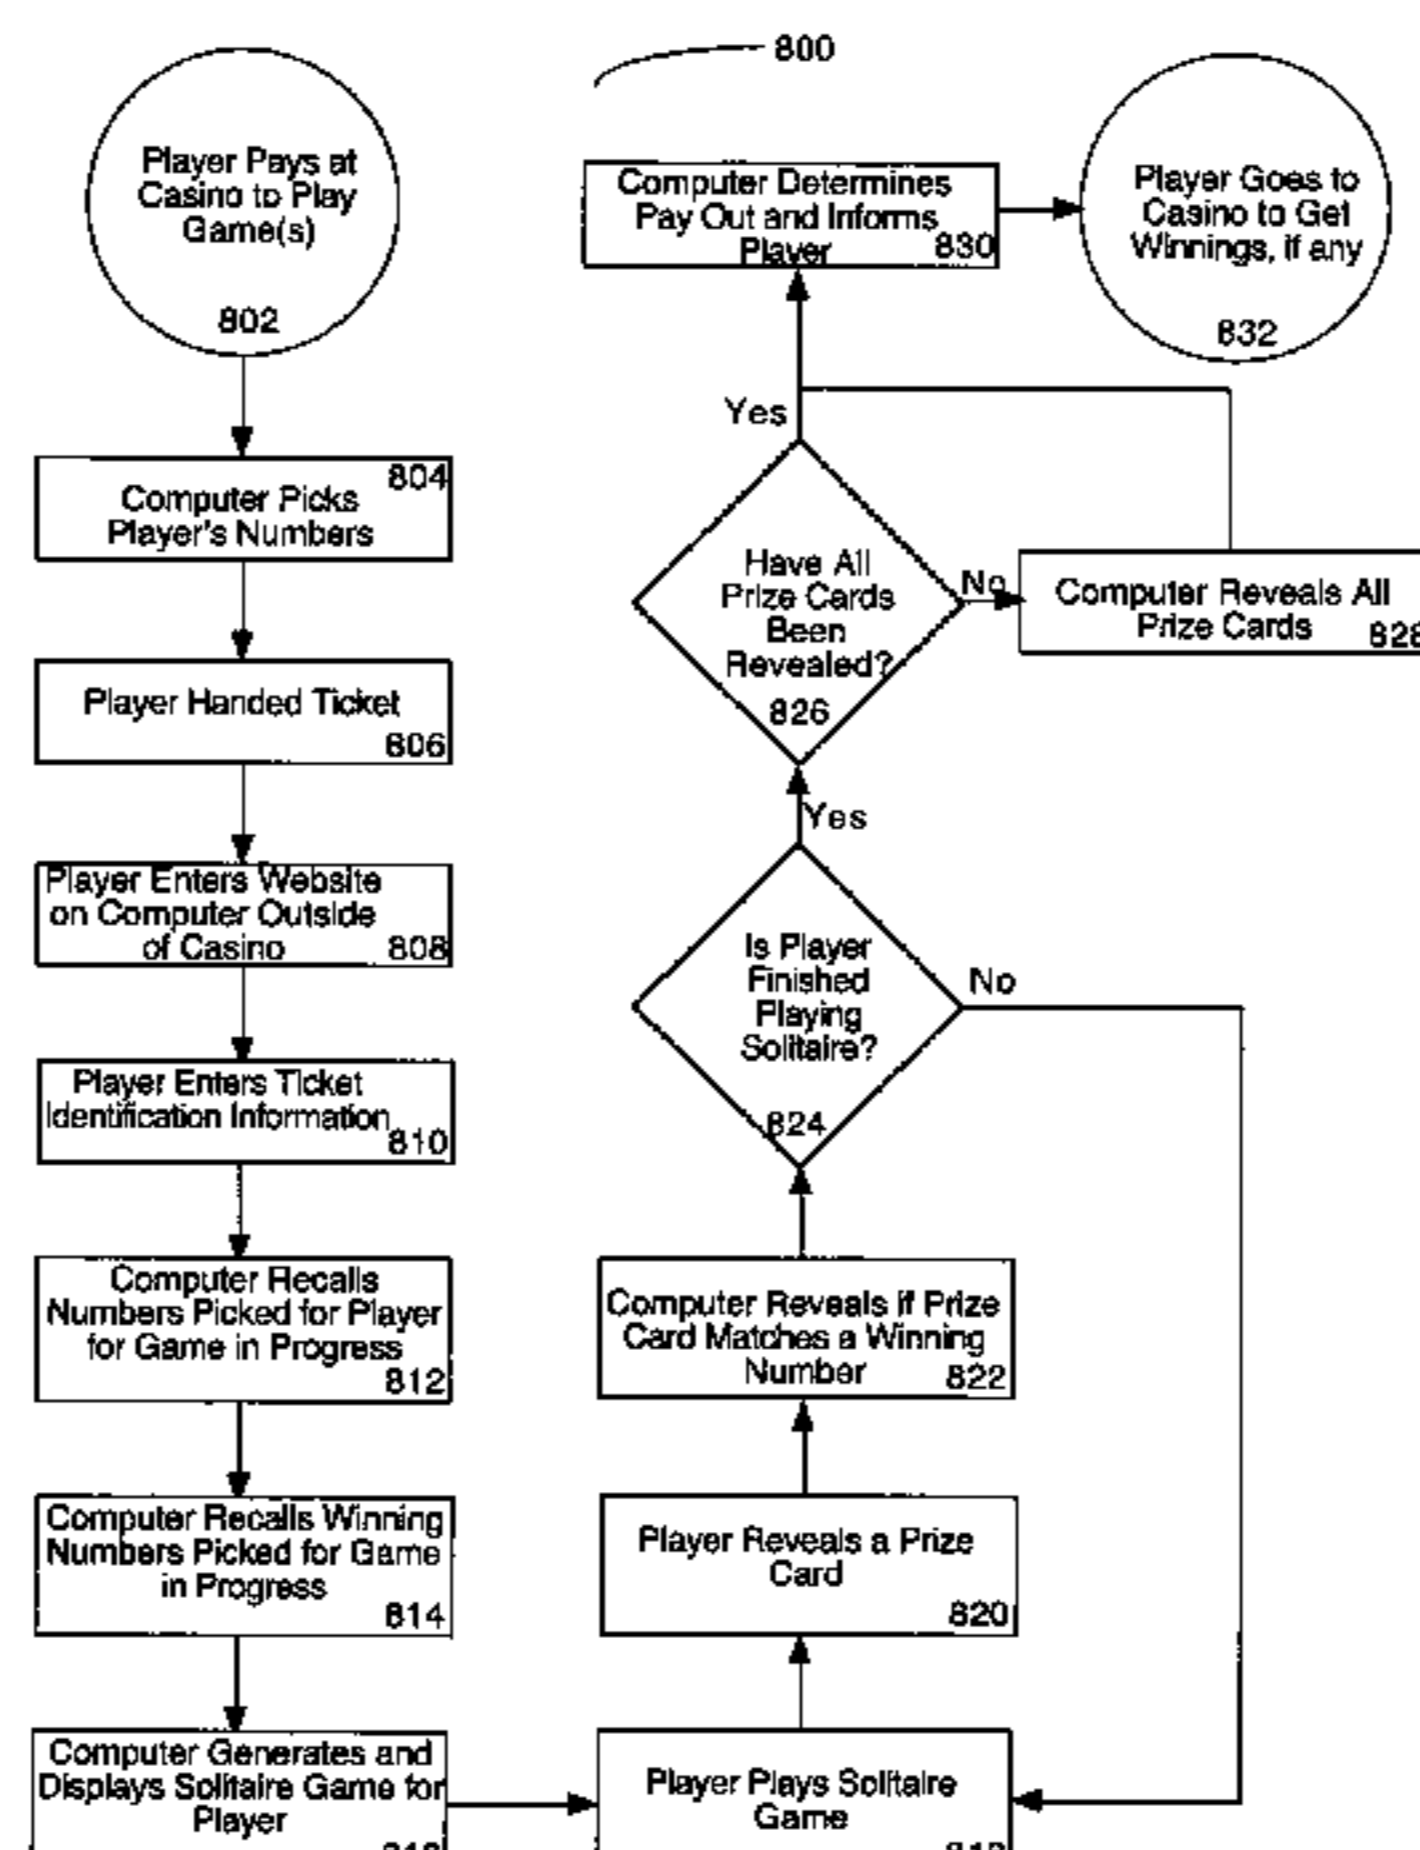 800
Player Pays at
Casino to Play
Game(s)
802
804
Computer Picks
Player's Numbers
Player Handed Ticket
806
Player Enters Website
on Computer Outside
of Casino
808
Player Enters Ticket
Identification Information
810
Computer Recalls
Numbers Picked for Player
for Game in Progress
812
Computer Recalls Winning
Numbers Picked for Game
in Progress
814
Computer Generates and
Displays Solitaire Game for
Player
Player Plays Solitaire
Game
Player Reveals a Prize
Card
820
Computer Reveals if Prize
Card Matches a Winning
Number
822
Is Player
Finished
Playing
Solitaire?
824
No
Yes
Have All
Prize Cards
Been
Revealed?
826
No
Computer Reveals All
Prize Cards
828
Yes
Computer Determines
Pay Out and Informs
Player
830
Player Goes to
Casino to Get
Winnings, if any
832